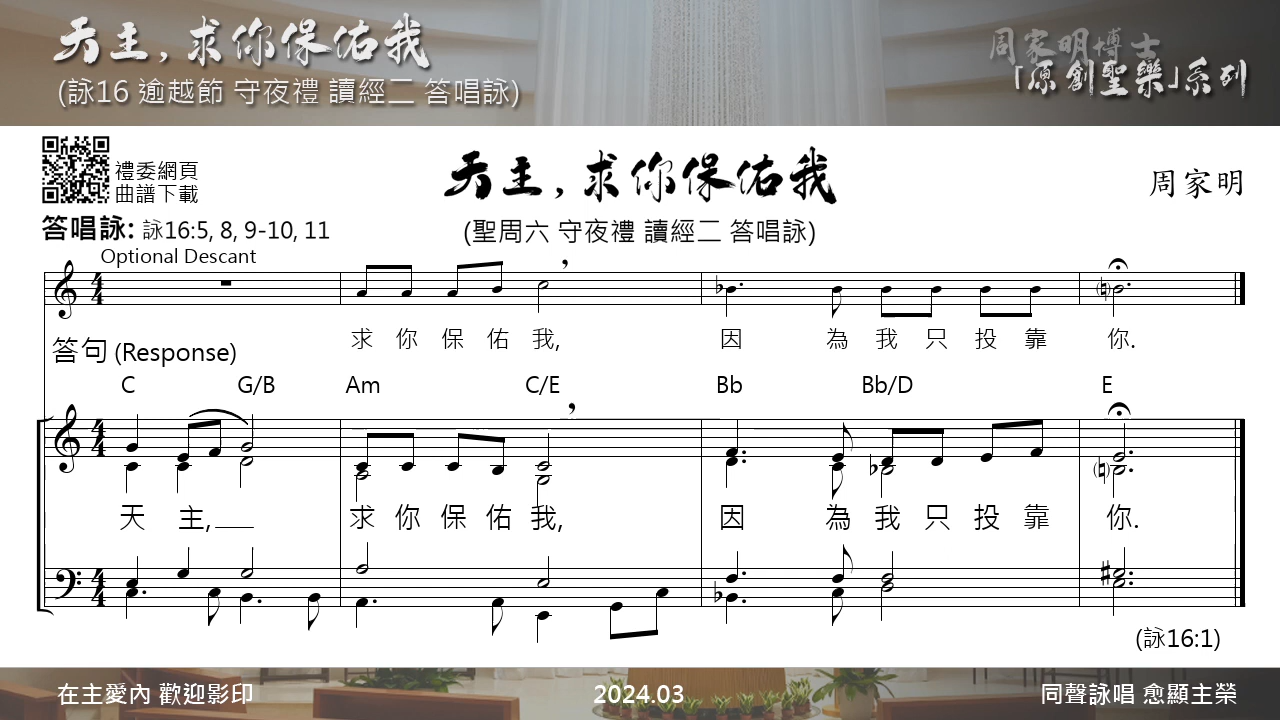 天主,求你保佑我
(詠16 逾越節 守夜禮 讀經二 答唱詠)
周家明博士
「原創聖樂」系列
禮委網頁
曲譜下載
天主,求你保佑我
周家明
答唱詠: 詠16:5, 8, 9-10, 11
(聖周六 守夜禮 讀經二 答唱詠)
Optional Descant
求 你 保 佑 我, 因 為 我 只 投 靠 你.
答句 (Response)
C G/B Am C/E Bb Bb/D E
天 主,__ 求 你 保 佑 我, 因 為 我 只 投 靠 你.
(詠16:1)
在主愛內 歡迎影印
2024.03
同聲詠唱 愈顯主榮